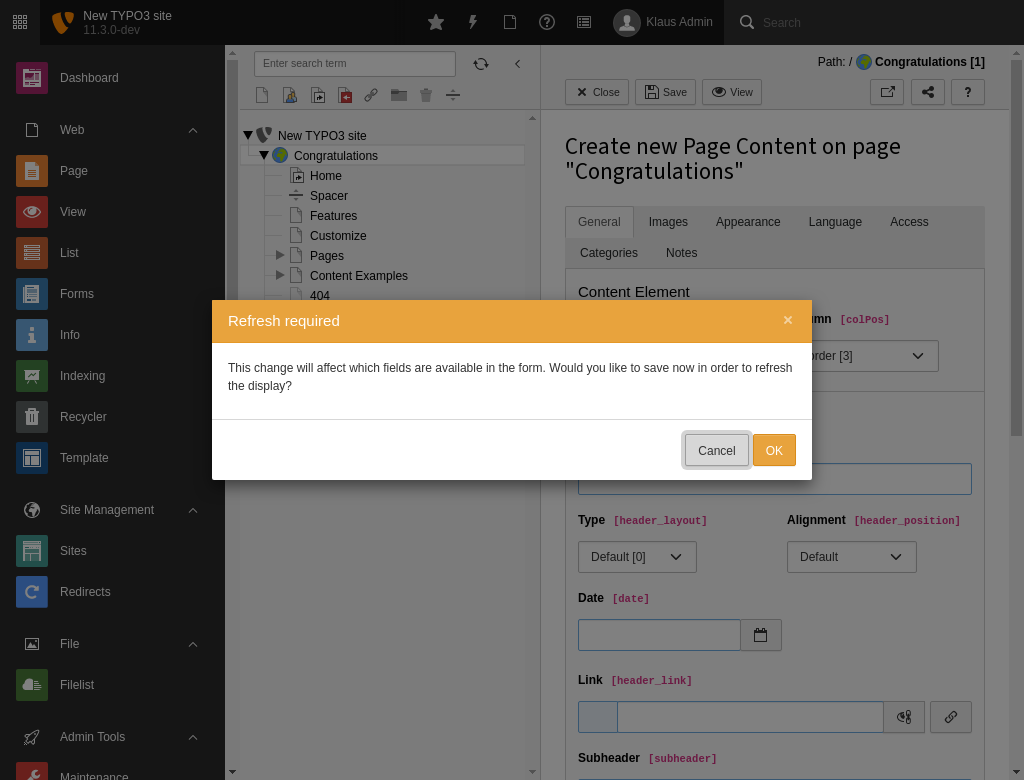 New TYPO3 site
11.3.0-dev
Klaus Admin
Search
Dashboard
Web
Page
View
List
Forms
Info
Indexing
Recycler
Template
Site Management
Sites
Redirects
File
Filelist
Admin Tools
Maintenance
Enter search term
New TYPO3 site
Congratulations
Home
Spacer
Features
Customize
Pages
Content Examples
404
Path: / Congratulations [1]
Close
Save
View
?
Create new Page Content on page
"Congratulations"
General
Images
Appearance
Language
Access
Categories
Notes
Content Element
[colPos]
[3]
Refresh required
×
This change will affect which fields are available in the form. Would you like to save now in order to refresh
the display?
Cancel
OK
Type [header_layout]
Alignment [header_position]
Default [0]
Default
Date [date]
Link [header_link]
Subheader [subheader]